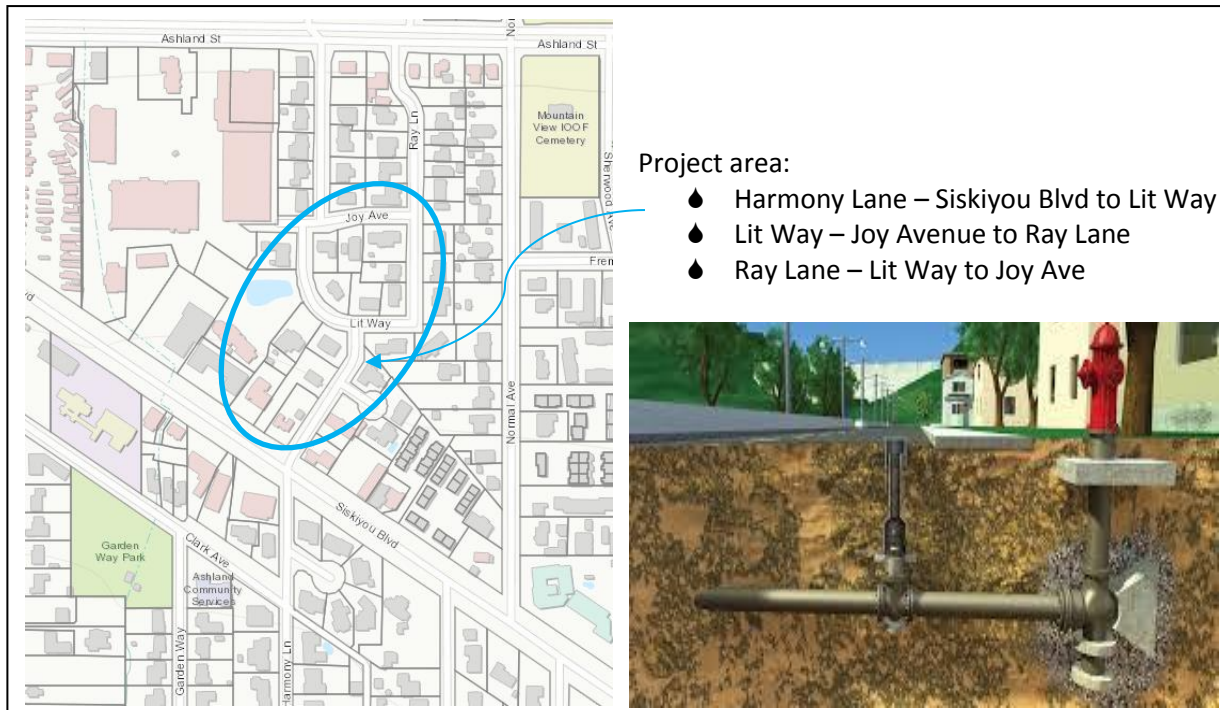 Ashland St
Nor
Ashland St
Ray Ln
Mountain
View IOOF
Cemetery
Sherwood Ave
Joy Ave
Frem
Lit Way
Normal Ave
Siskiyou Blvd
Clark Ave
Garden
Way Park
Ashland
Community
Services
Garden Way
Harmony Ln
Project area:
Harmony Lane – Siskiyou Blvd to Lit Way
Lit Way – Joy Avenue to Ray Lane
Ray Lane – Lit Way to Joy Ave